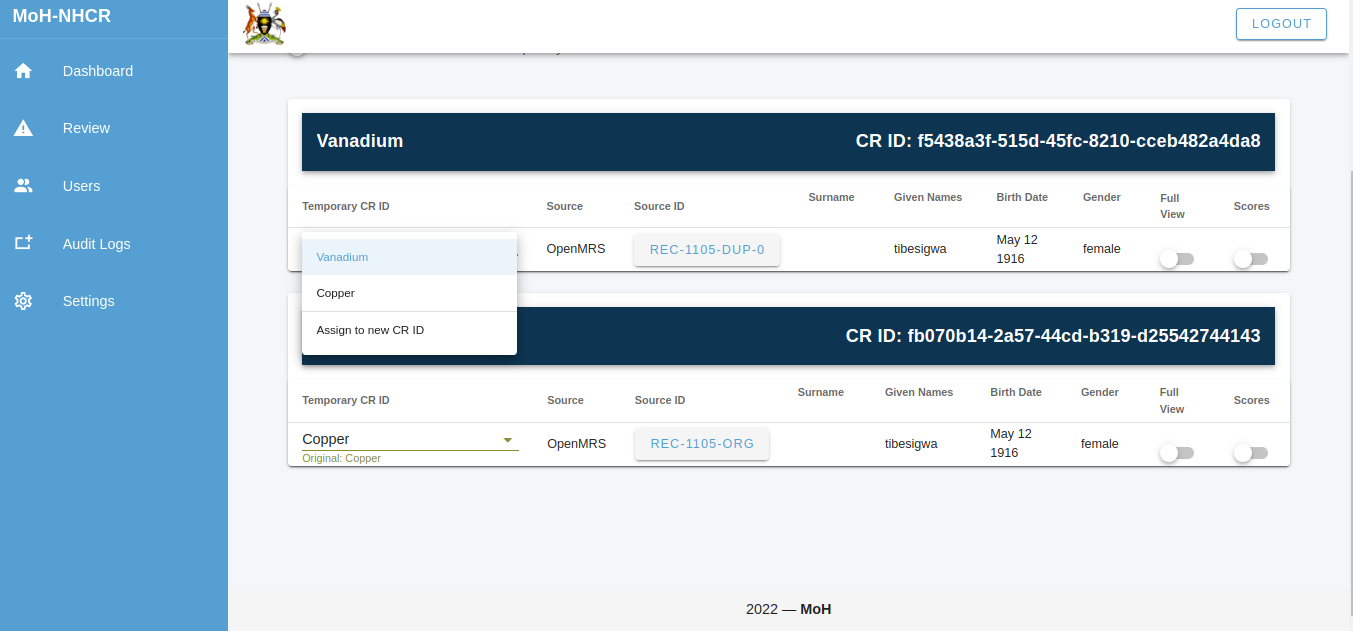 MoH-NHCR
LOGOUT
Dashboard
Review
Users
Audit Logs
Settings
Vanadium CR ID: f5438a3f-515d-45fc-8210-cceb482a4da8
Temporary CR ID Source Source ID Surname Given Names Birth Date Gender Full View Scores
Vanadium
Copper
Assign to new CR ID
OpenMRS REC-1105-DUP-0 tibesigwa May 12 1916 female
CR ID: fb070b14-2a57-44cd-b319-d25542744143
Temporary CR ID Source Source ID Surname Given Names Birth Date Gender Full View Scores
Copper OpenMRS REC-1105-ORG tibesigwa May 12 1916 female
Original: Copper
2022 — MoH